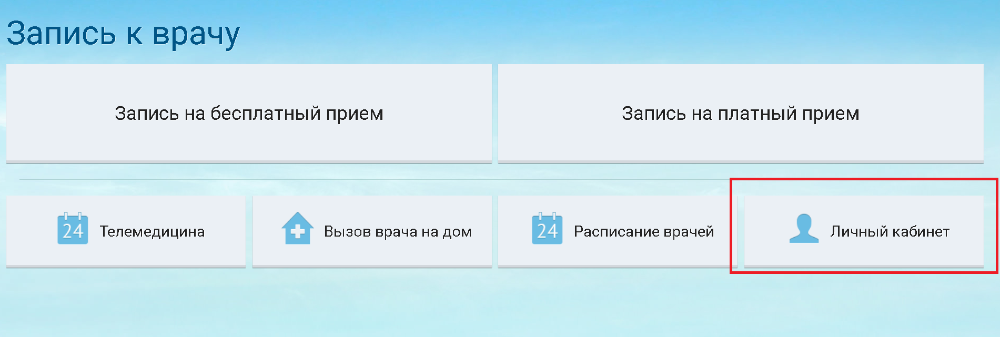 Запись к врачу
Запись на бесплатный прием
Запись на платный прием
24 Телемедицина
Вызов врача на дом
24 Расписание врачей
Личный кабинет